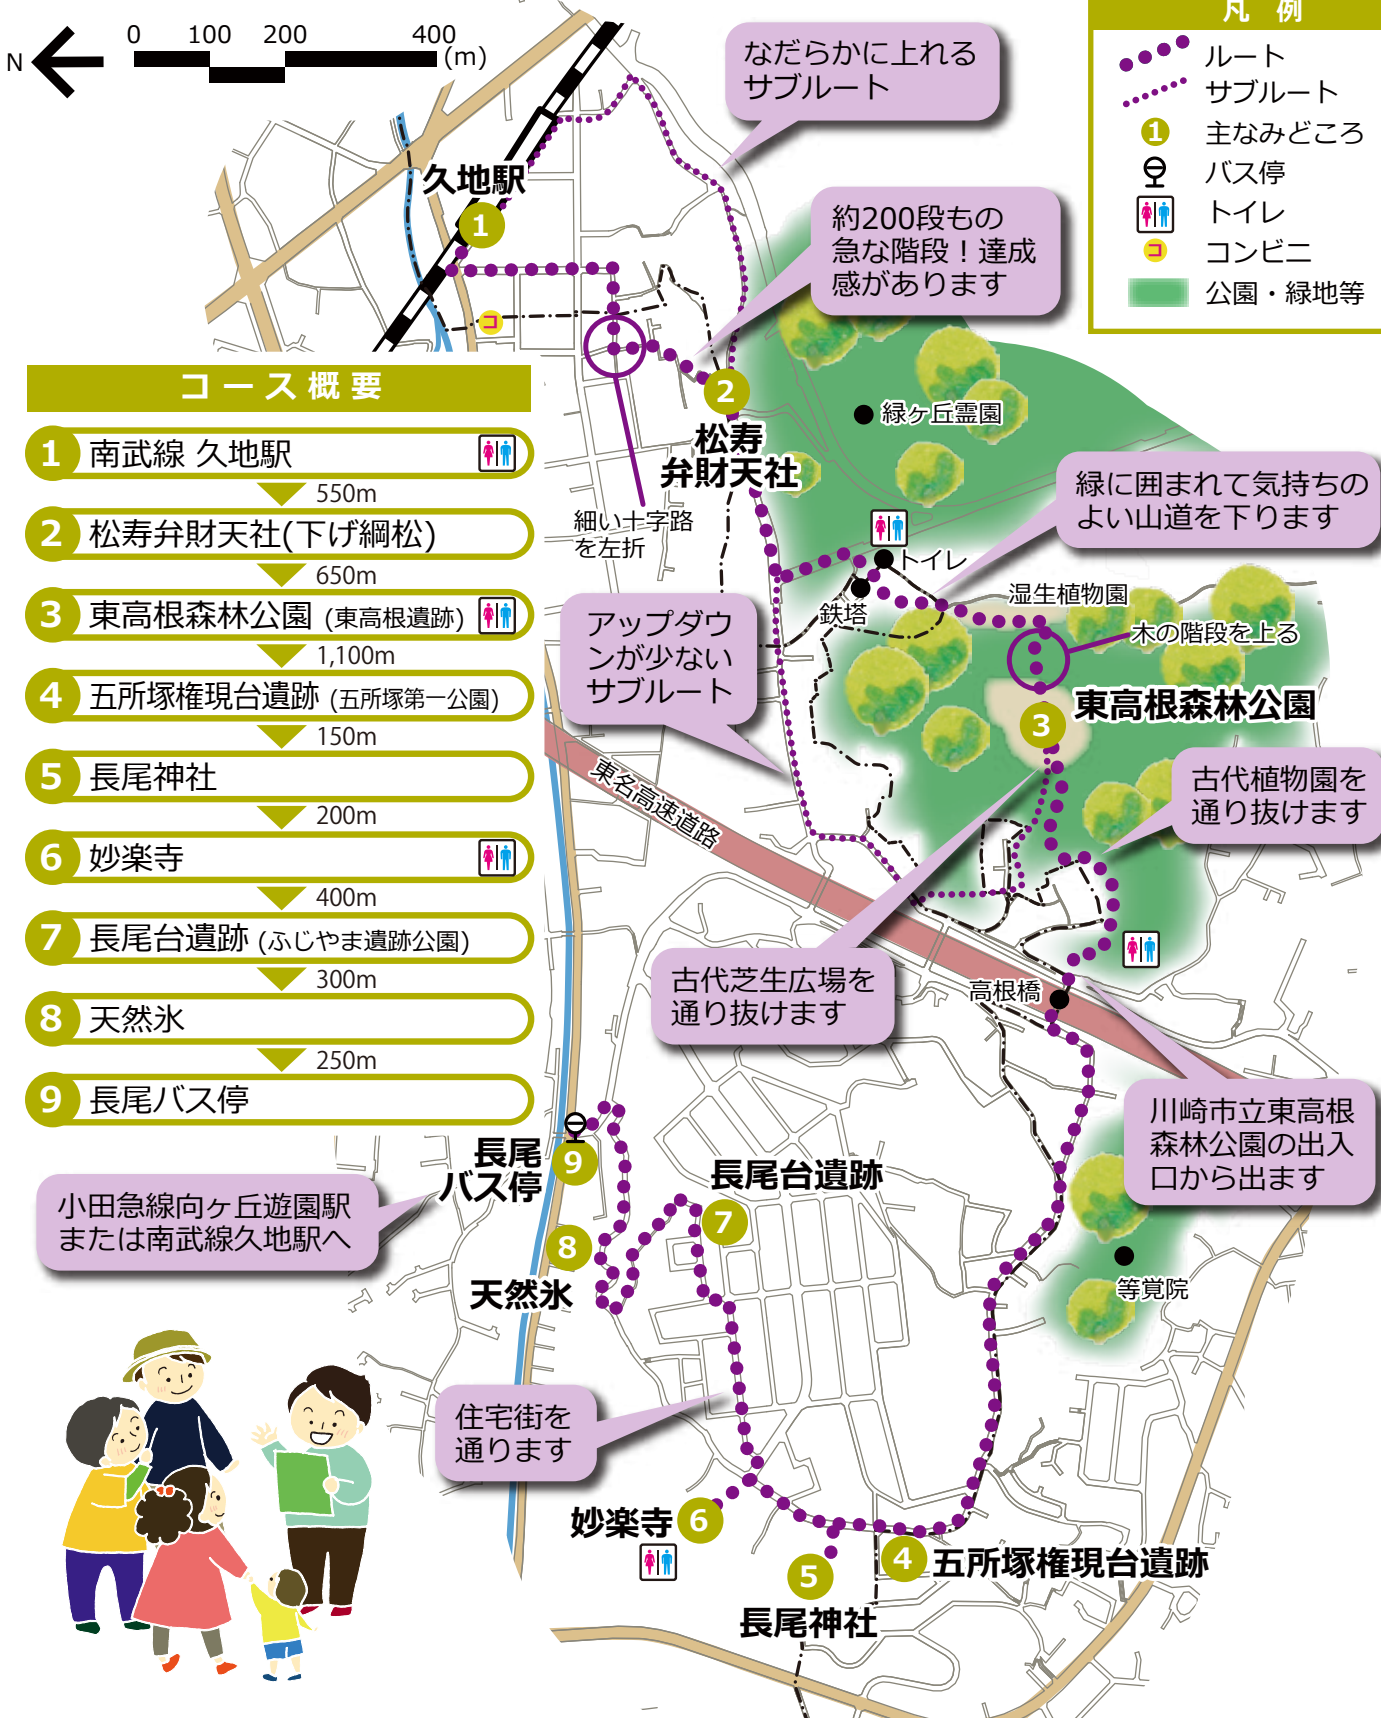 N
0 100 200 400
(m)
凡 例
ルート
サブルート
1 主なみどころ
バス停
トイレ
コ コンビニ
公園・緑地等
なだらかに上れる
サブルート
久地駅
1
約200段もの
急な階段！達成
感があります
コ
2
松寿
弁財天社
緑ヶ丘霊園
細い十字路
を左折
緑に囲まれて気持ちの
よい山道を下ります
トイレ
鉄塔
湿生植物園
木の階段を上る
アップダウ
ンが少ない
サブルート
3
東高根森林公園
東名高速道路
古代植物園を
通り抜けます
古代芝生広場を
通り抜けます
高根橋
川崎市立東高根
森林公園の出入
口から出ます
コース概要
1 南武線 久地駅
550m
2 松寿弁財天社(下げ綱松)
650m
3 東高根森林公園 (東高根遺跡)
1,100m
4 五所塚権現台遺跡 (五所塚第一公園)
150m
5 長尾神社
200m
6 妙楽寺
400m
7 長尾台遺跡 (ふじやま遺跡公園)
300m
8 天然氷
250m
9 長尾バス停
長尾
バス停
9
小田急線向ヶ丘遊園駅
または南武線久地駅へ
8
天然氷
長尾台遺跡
7
等覚院
住宅街を
通ります
妙楽寺
6
5
長尾神社
4
五所塚権現台遺跡